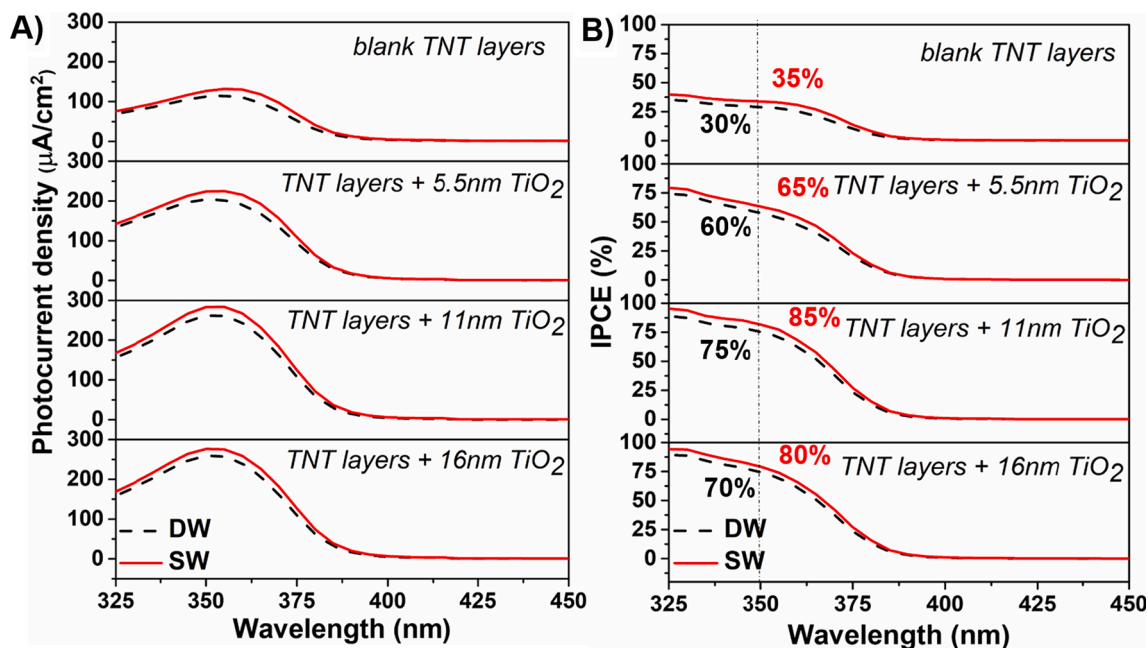 A)
Photocurrent density (µA/cm²)
300
200
100
0
blank TNT layers
300
200
100
0
TNT layers + 5.5nm TiO₂
300
200
100
0
TNT layers + 11nm TiO₂
300
200
100
0
TNT layers + 16nm TiO₂
DW
SW
325 350 375 400 425 450
Wavelength (nm)
B)
IPCE (%)
100
75
50
25
0
blank TNT layers
35%
30%
100
75
50
25
0
65% TNT layers + 5.5nm TiO₂
60%
100
75
50
25
0
85% TNT layers + 11nm TiO₂
75%
100
75
50
25
0
80% TNT layers + 16nm TiO₂
70%
DW
SW
325 350 375 400 425 450
Wavelength (nm)